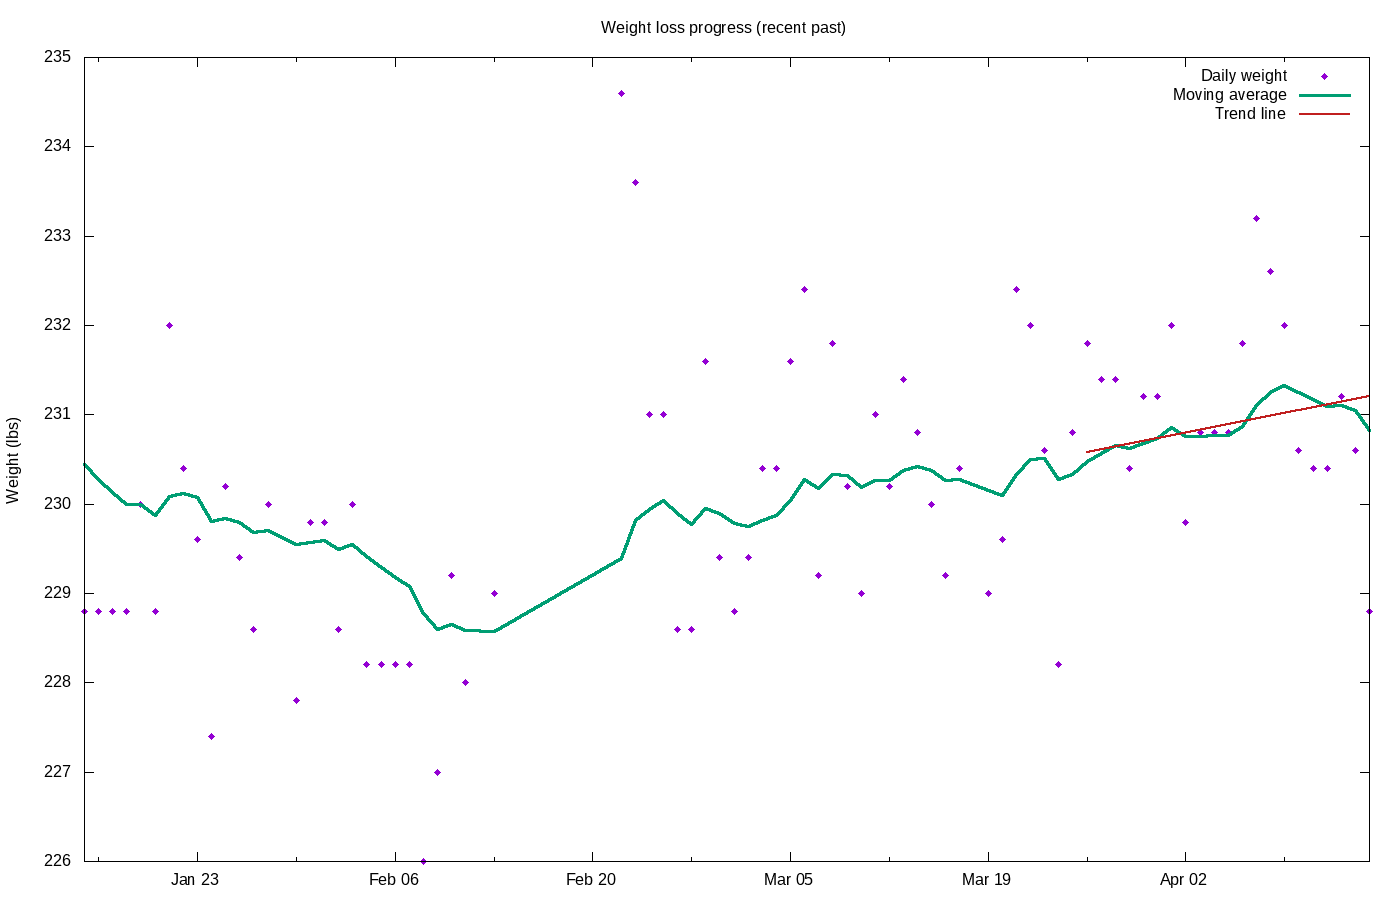 Weight loss progress (recent past)
Daily weight
Moving average
Trend line
Weight (lbs)
235
234
233
232
231
230
229
228
227
226
Jan 23 Feb 06 Feb 20 Mar 05 Mar 19 Apr 02